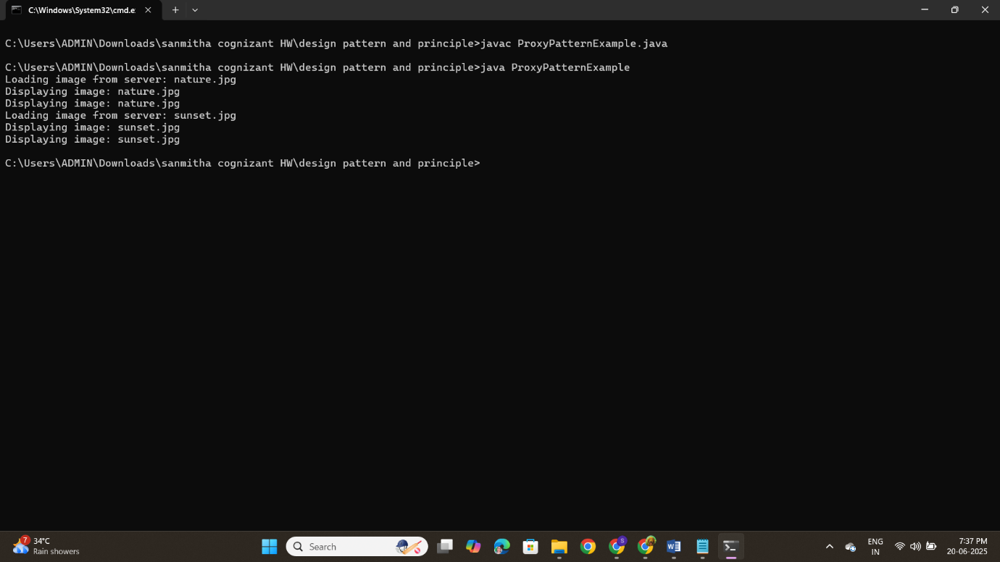 C:\Windows\System32\cmd.e:
C:\Users\ADMIN\Downloads\sanmitha cognizant HW\design pattern and principle>javac ProxyPatternExample.java
C:\Users\ADMIN\Downloads\sanmitha cognizant HW\design pattern and principle>java ProxyPatternExample
Loading image from server: nature.jpg
Displaying image: nature.jpg
Displaying image: nature.jpg
Loading image from server: sunset.jpg
Displaying image: sunset.jpg
Displaying image: sunset.jpg
C:\Users\ADMIN\Downloads\sanmitha cognizant HW\design pattern and principle>
7
34°C
Rain showers
Search
S
W
ENG
IN
7:37 PM
20-06-2025